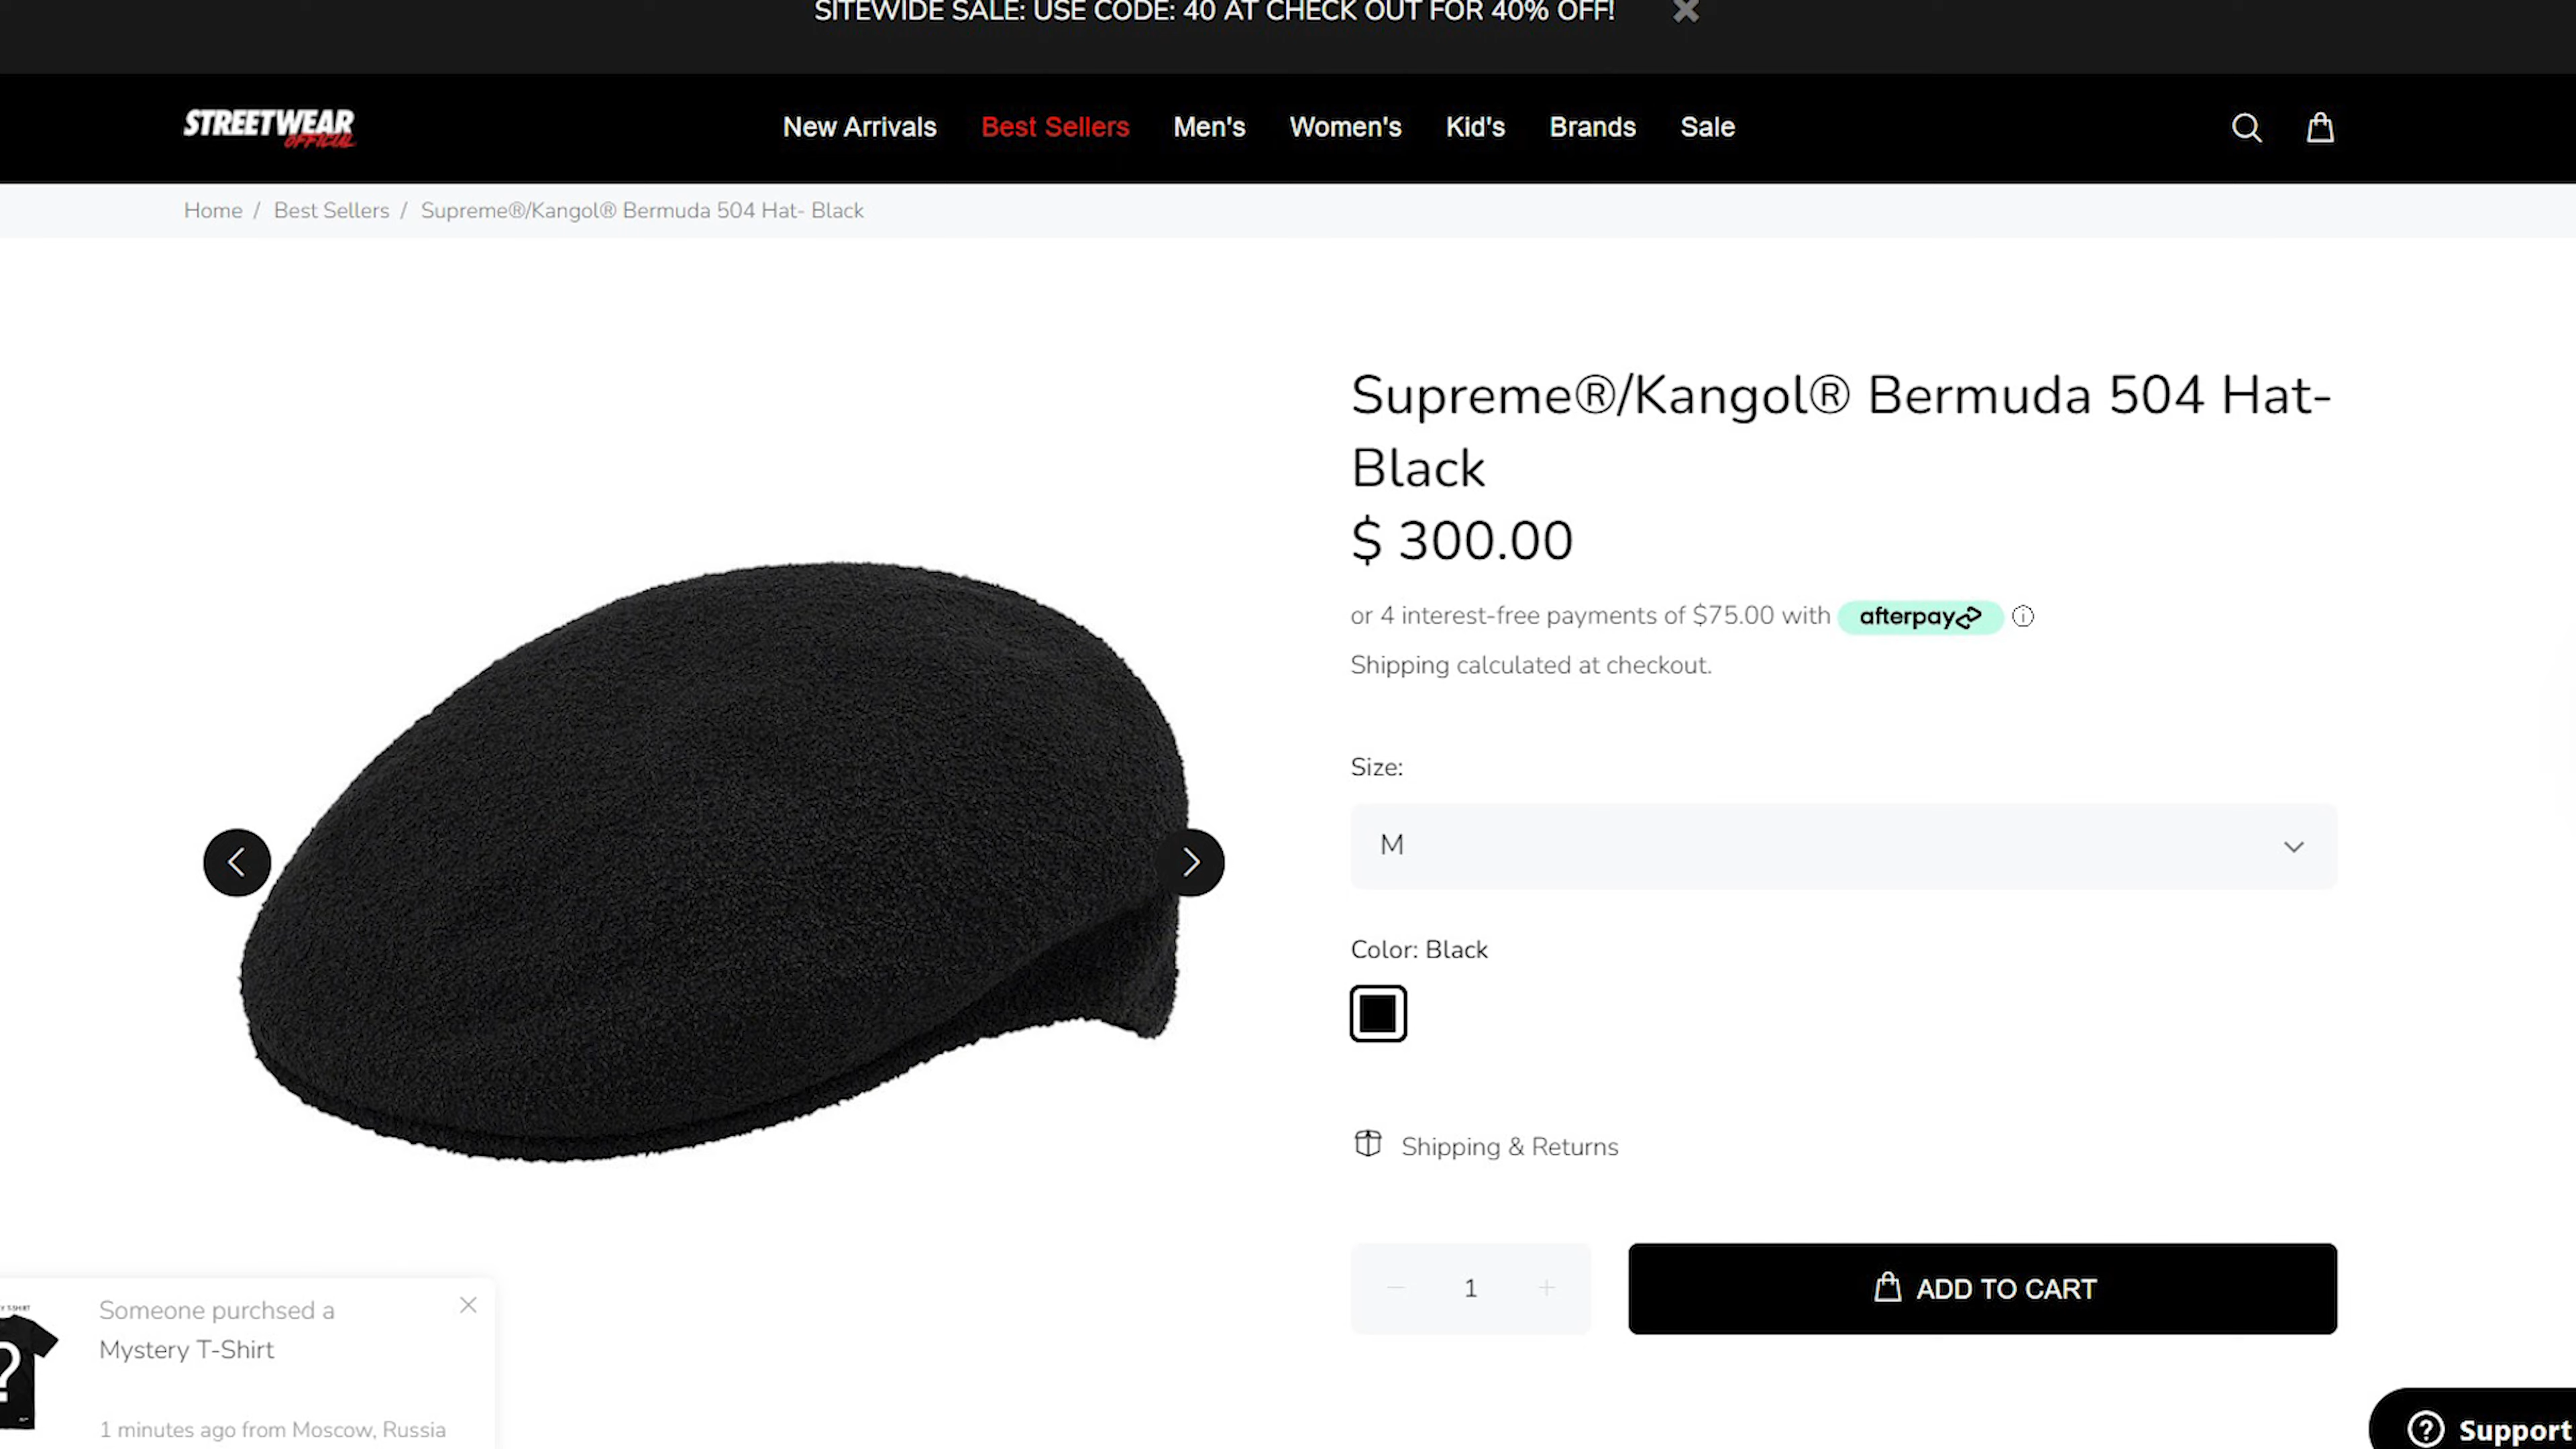 SITEWIDE SALE: USE CODE: 40 AT CHECK OUT FOR 40% OFF!
STREETWEAR
OFFICIAL
New Arrivals Best Sellers Men's Women's Kid's Brands Sale
Home / Best Sellers / Supreme®/Kangol® Bermuda 504 Hat- Black
Supreme®/Kangol® Bermuda 504 Hat-
Black
$ 300.00
or 4 interest-free payments of $75.00 with afterpay
Shipping calculated at checkout.
Size:
M
Color: Black
Shipping & Returns
1
ADD TO CART
Someone purchsed a
Mystery T-Shirt
1 minutes ago from Moscow, Russia
?
Support